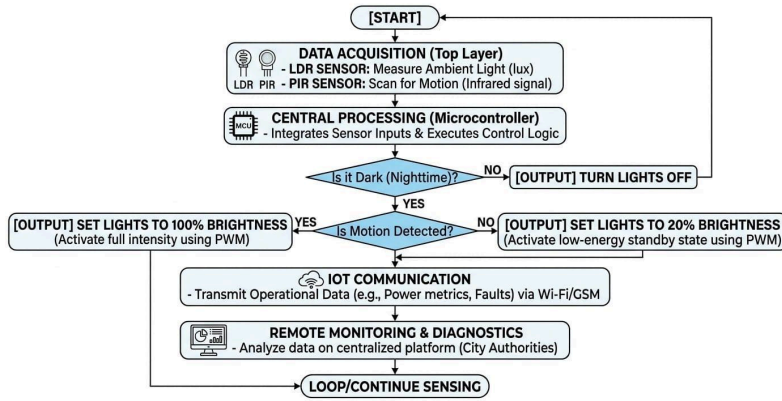 [START]
DATA ACQUISITION (Top Layer)
- LDR SENSOR: Measure Ambient Light (lux)
- PIR SENSOR: Scan for Motion (Infrared signal)
LDR PIR
MCU
CENTRAL PROCESSING (Microcontroller)
- Integrates Sensor Inputs & Executes Control Logic
Is it Dark (Nighttime)?
NO
[OUTPUT] TURN LIGHTS OFF
YES
[OUTPUT] SET LIGHTS TO 100% BRIGHTNESS
(Activate full intensity using PWM)
YES
Is Motion Detected?
NO
[OUTPUT] SET LIGHTS TO 20% BRIGHTNESS
(Activate low-energy standby state using PWM)
IOT COMMUNICATION
- Transmit Operational Data (e.g., Power metrics, Faults) via Wi-Fi/GSM
REMOTE MONITORING & DIAGNOSTICS
- Analyze data on centralized platform (City Authorities)
LOOP/CONTINUE SENSING